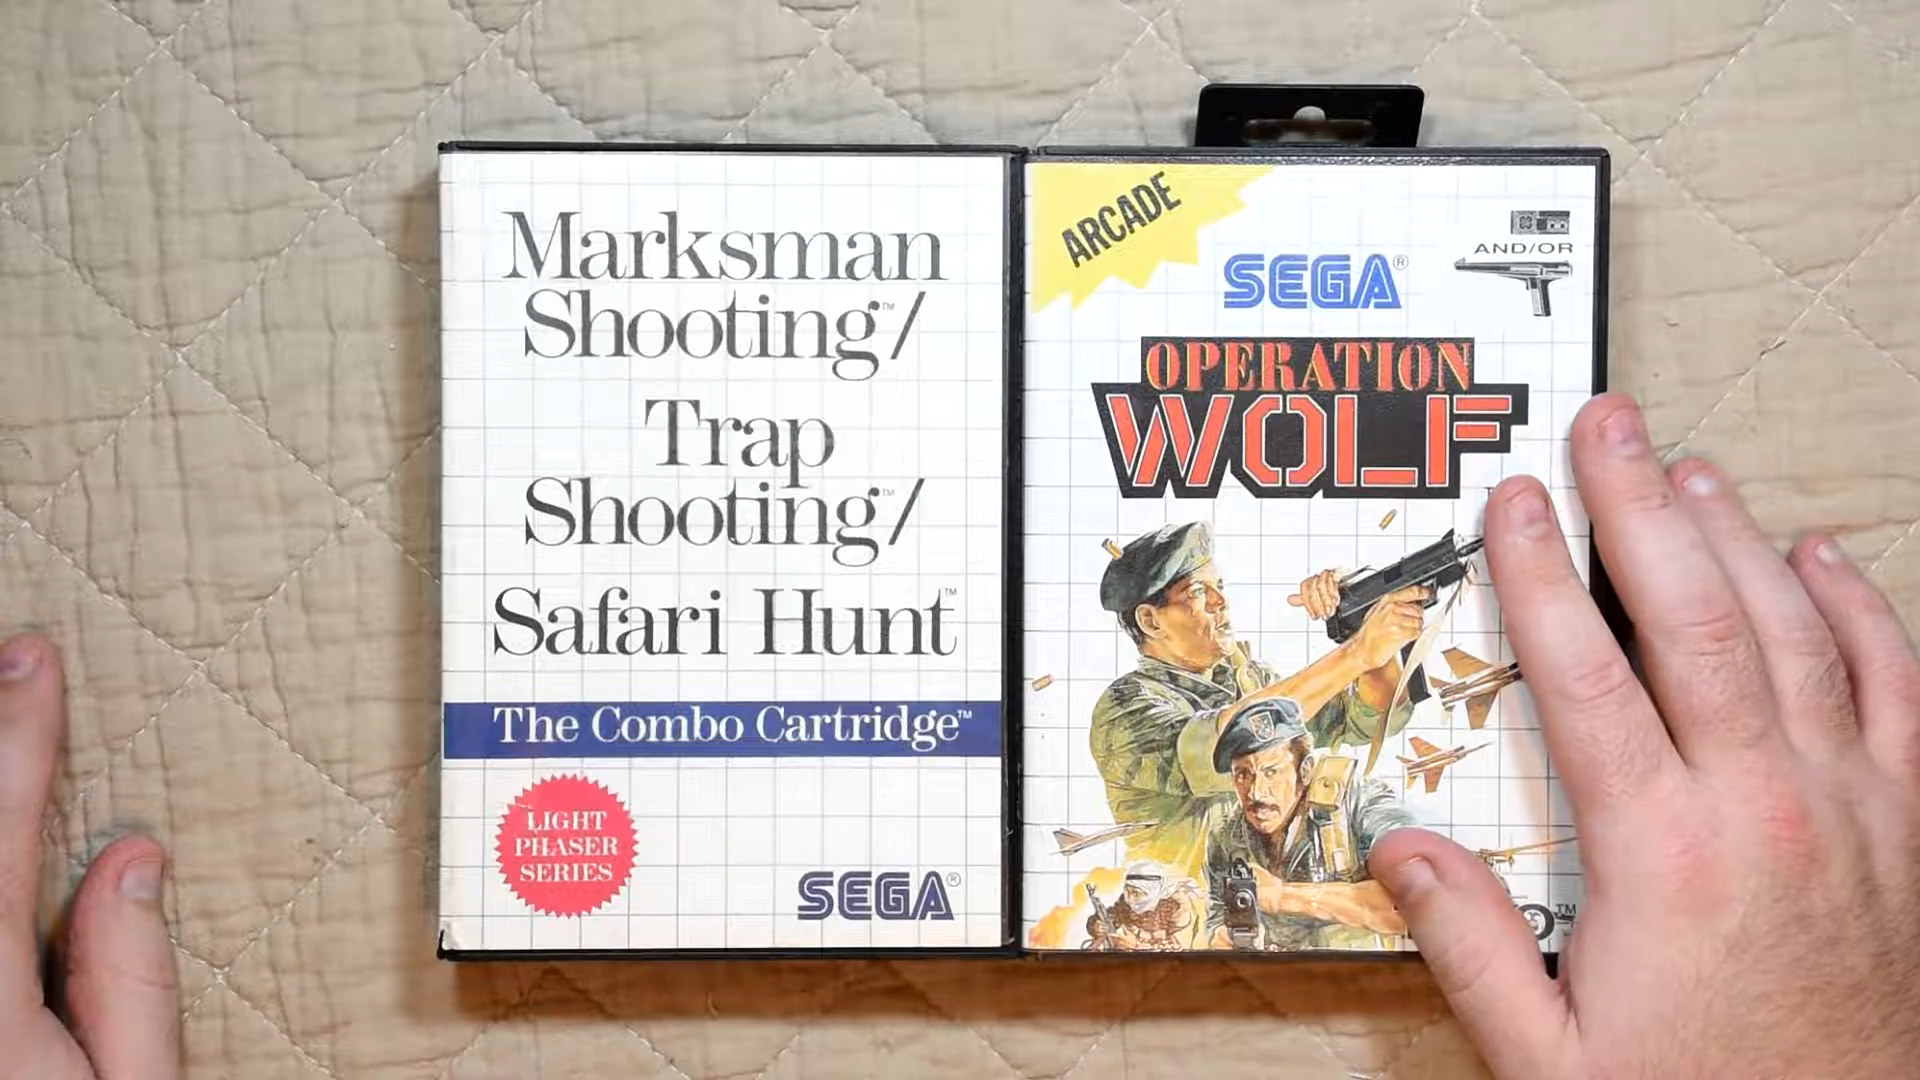 Marksman
Shooting™/
Trap
Shooting™/
Safari Hunt™
The Combo Cartridge™
LIGHT
PHASER
SERIES
SEGA®
ARCADE
AND/OR
SEGA®
OPERATION
WOLF